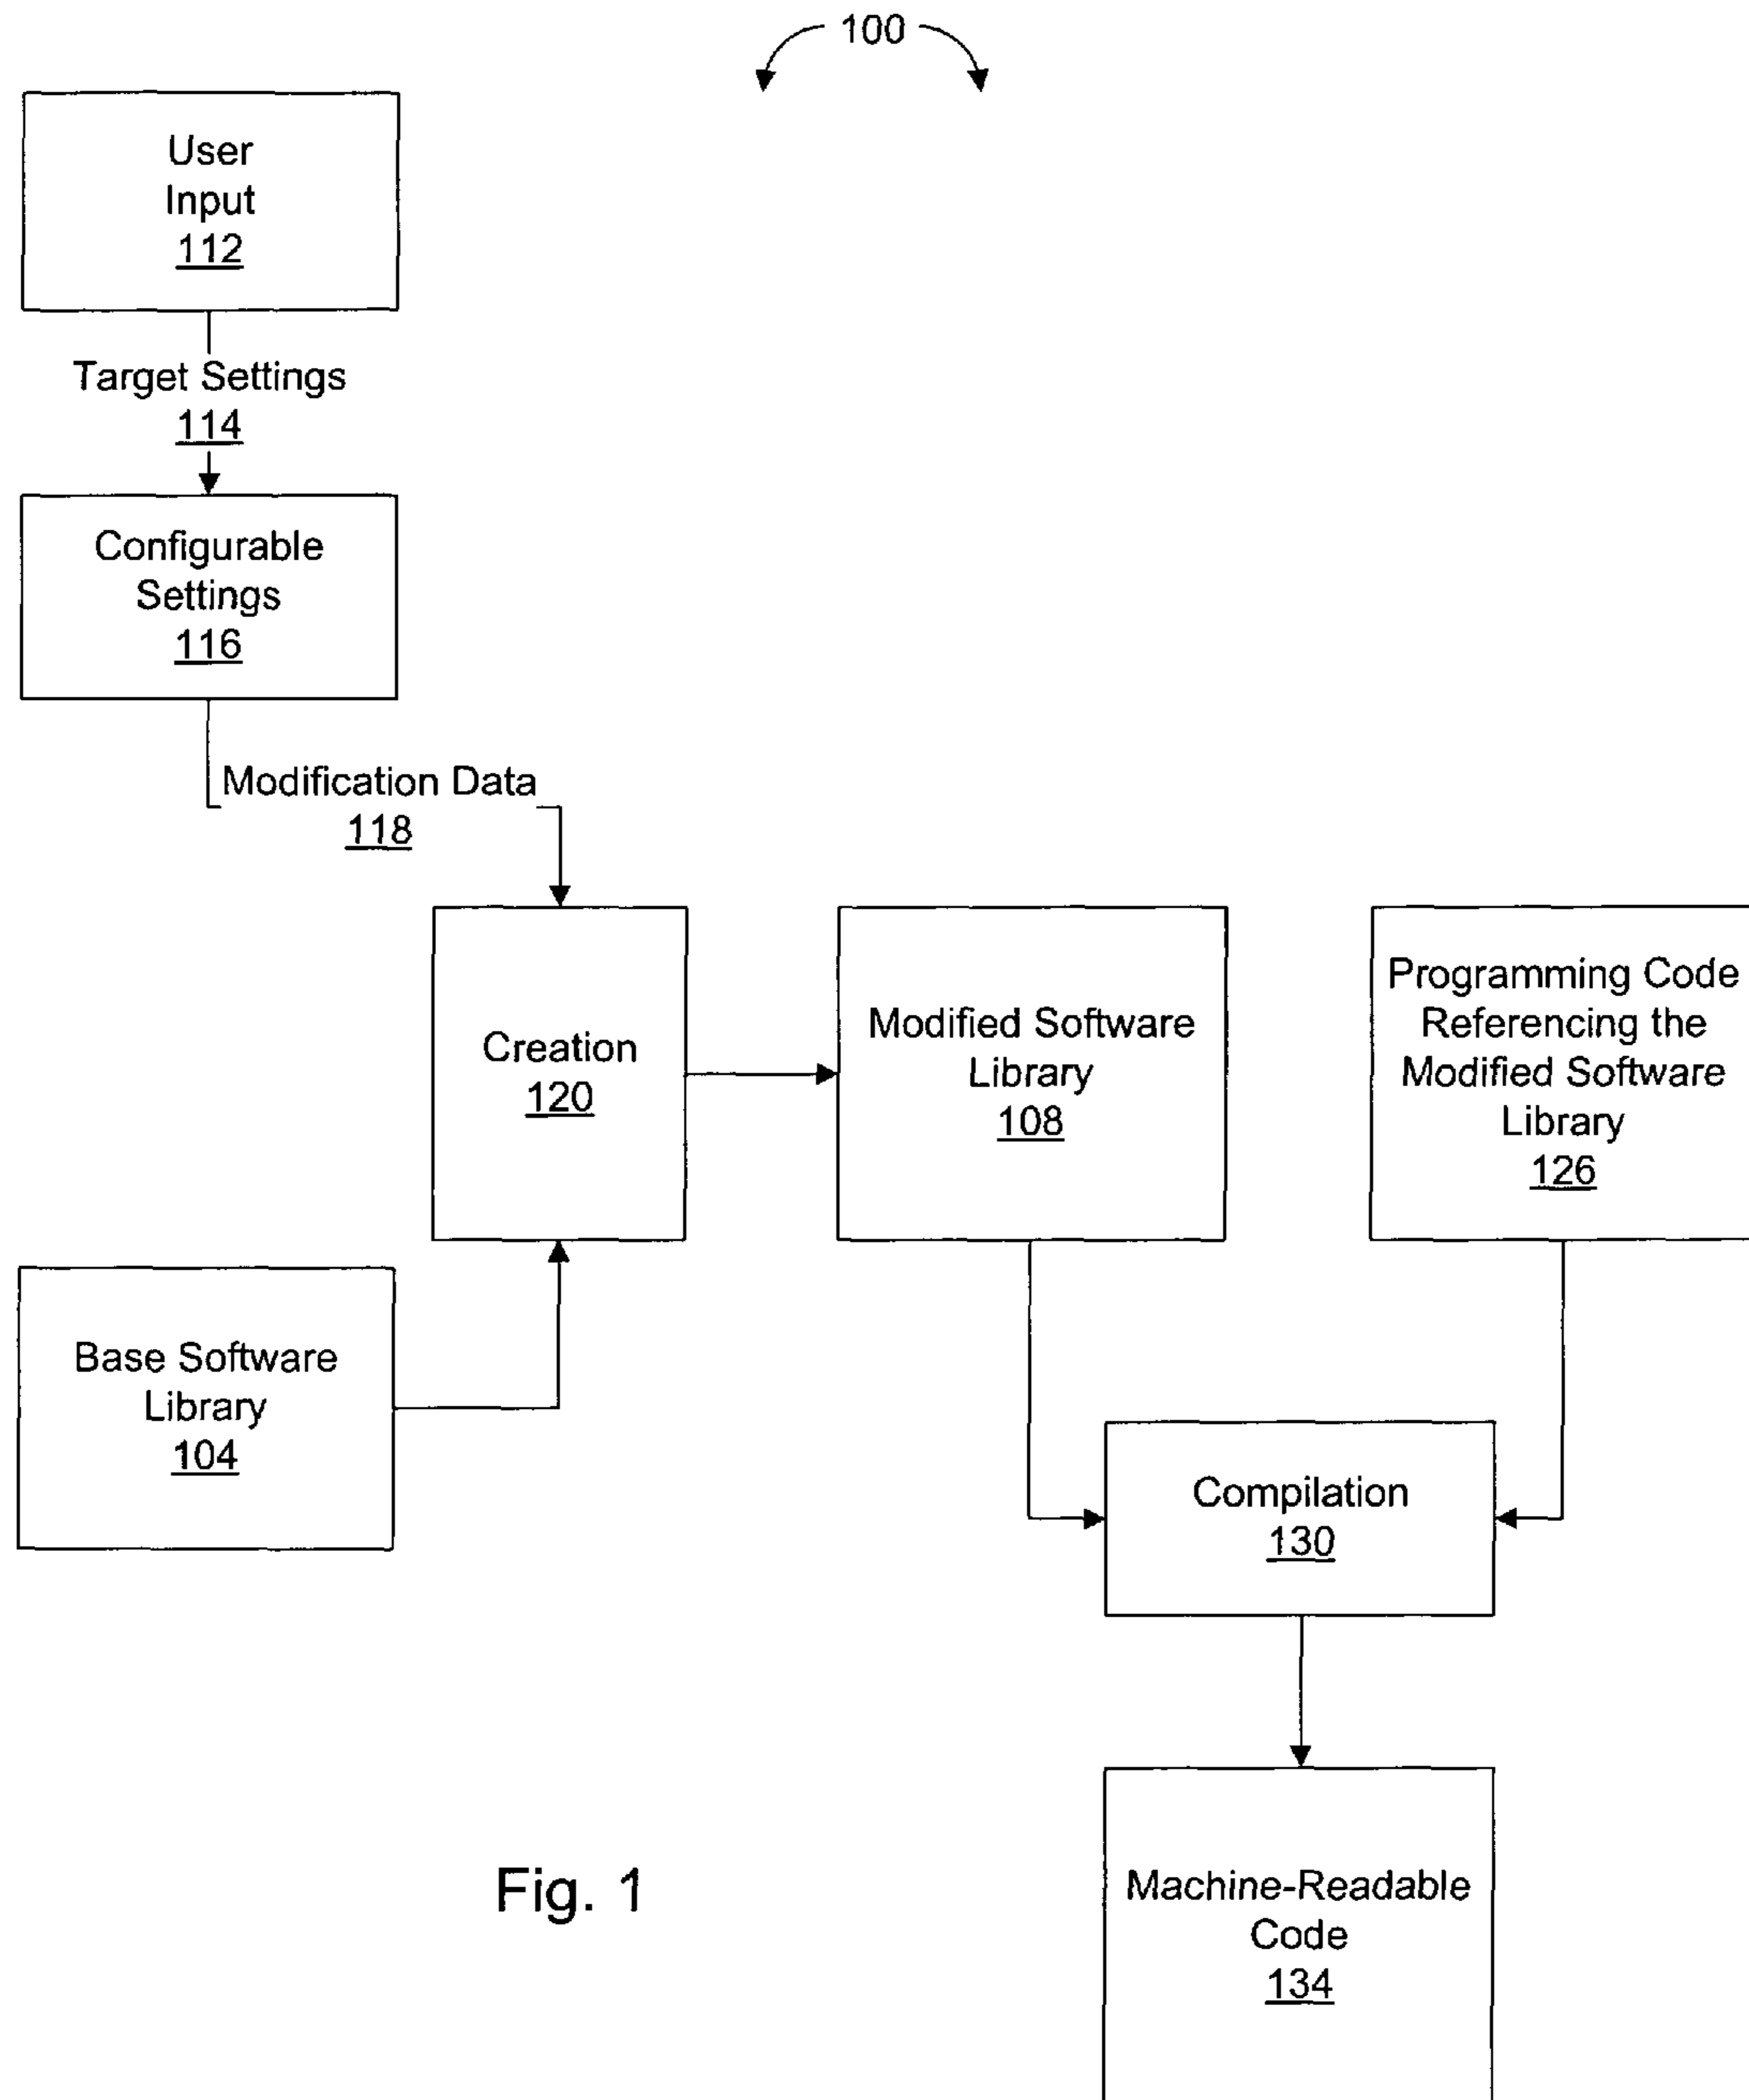 100
User
Input
112
Target Settings
114
Configurable
Settings
116
Modification Data
118
Creation
120
Modified Software
Library
108
Programming Code
Referencing the
Modified Software
Library
126
Base Software
Library
104
Compilation
130
Machine-Readable
Code
134
Fig. 1